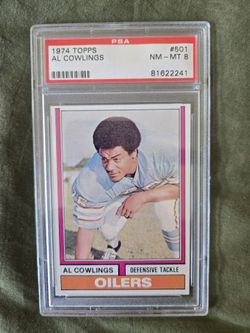 PSA
1974 TOPPS #501
AL COWLINGS NM - MT 8
81622241
AL COWLINGS DEFENSIVE TACKLE
OILERS